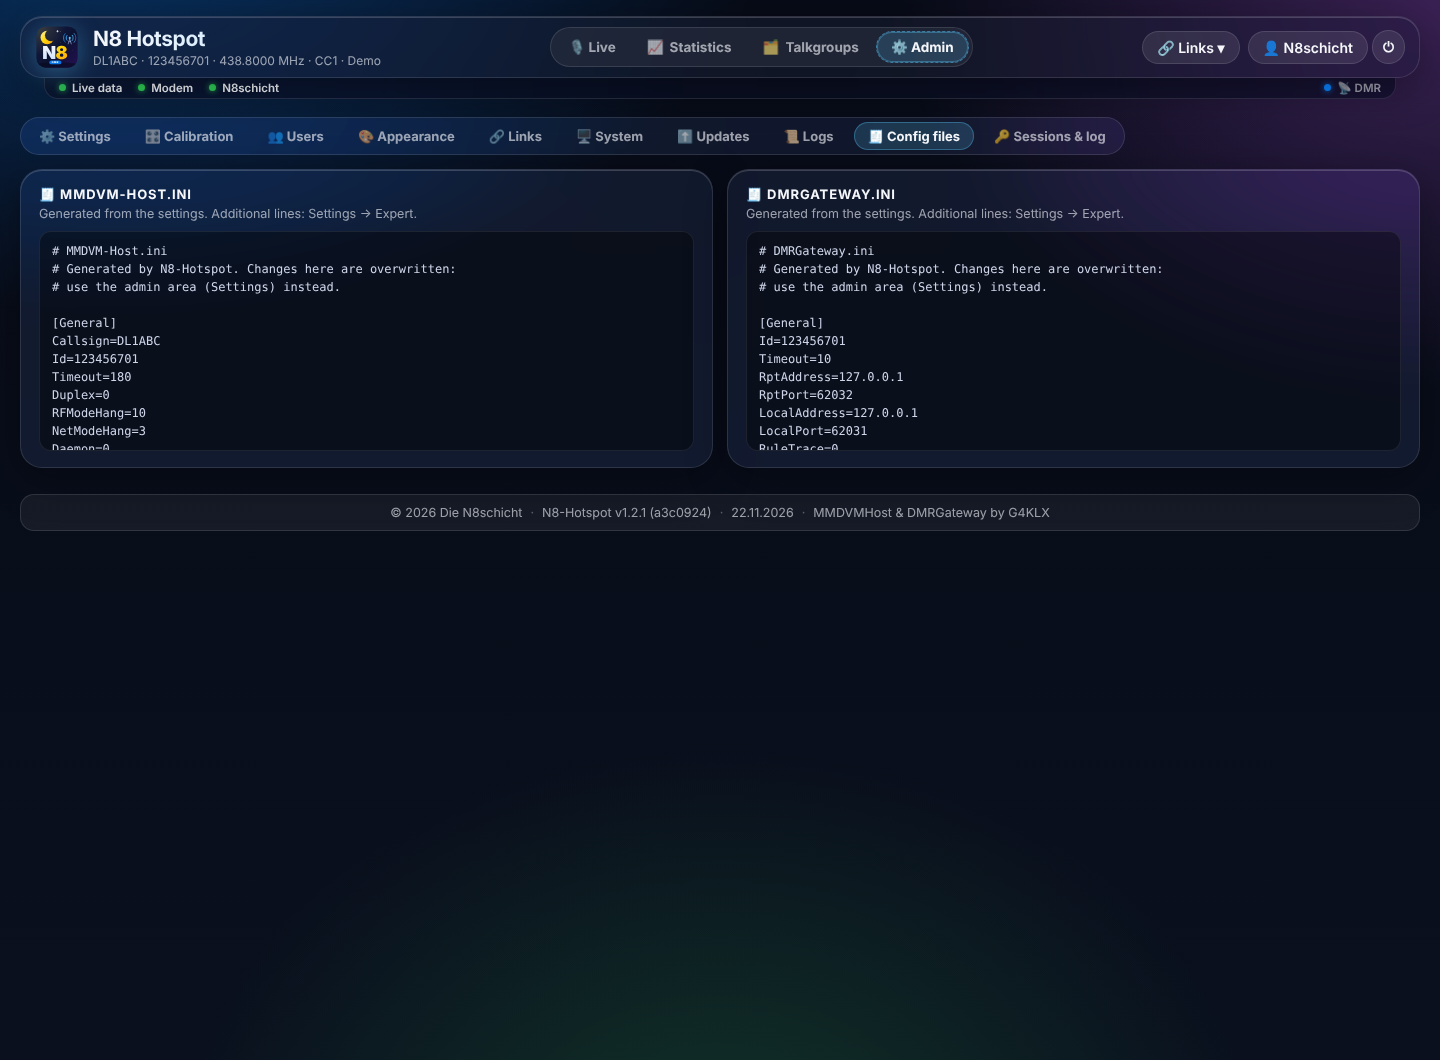 N8
N8 Hotspot
DL1ABC · 123456701 · 438.8000 MHz · CC1 · Demo
Live Statistics Talkgroups Admin
Links ▾ N8schicht
Live data Modem N8schicht DMR
Settings Calibration Users Appearance Links System Updates Logs Config files Sessions & log
MMDVM-HOST.INI
Generated from the settings. Additional lines: Settings → Expert.
# MMDVM-Host.ini
# Generated by N8-Hotspot. Changes here are overwritten:
# use the admin area (Settings) instead.
[General]
Callsign=DL1ABC
Id=123456701
Timeout=180
Duplex=0
RFModeHang=10
NetModeHang=3
Daemon=0
DMRGATEWAY.INI
Generated from the settings. Additional lines: Settings → Expert.
# DMRGateway.ini
# Generated by N8-Hotspot. Changes here are overwritten:
# use the admin area (Settings) instead.
[General]
Id=123456701
Timeout=10
RptAddress=127.0.0.1
RptPort=62032
LocalAddress=127.0.0.1
LocalPort=62031
RuleTrace=0
© 2026 Die N8schicht · N8-Hotspot v1.2.1 (a3c0924) · 22.11.2026 · MMDVMHost & DMRGateway by G4KLX